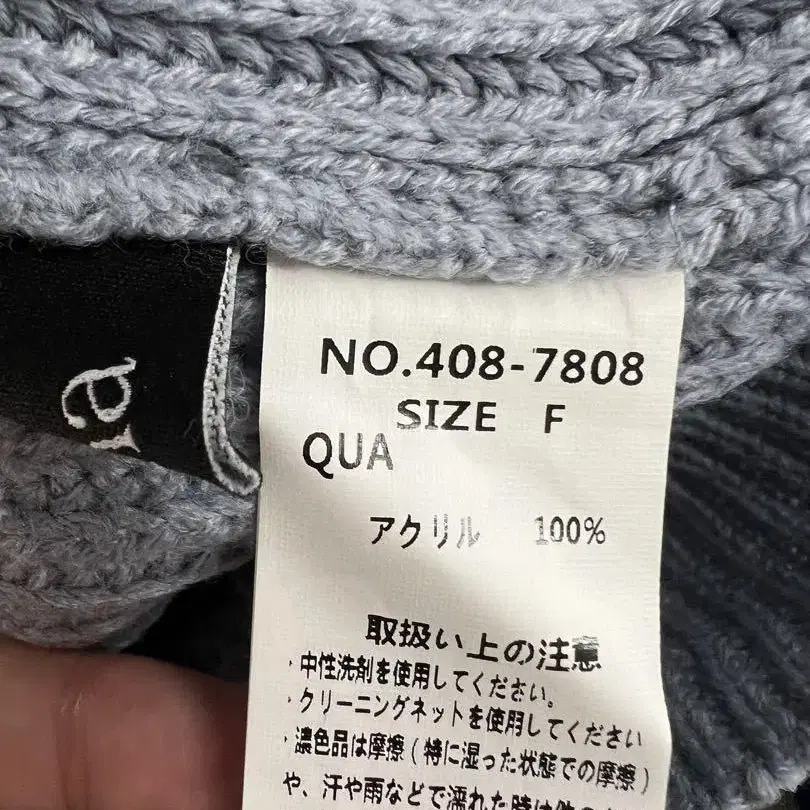 NO.408-7808
SIZE F
QUA
アクリル 100%
取扱い上の注意
・中性洗剤を使用してください。
・クリーニングネットを使用してください
・濃色品は摩擦(特に湿った状態での摩擦)
や、汗や雨などで濡れた時は他の